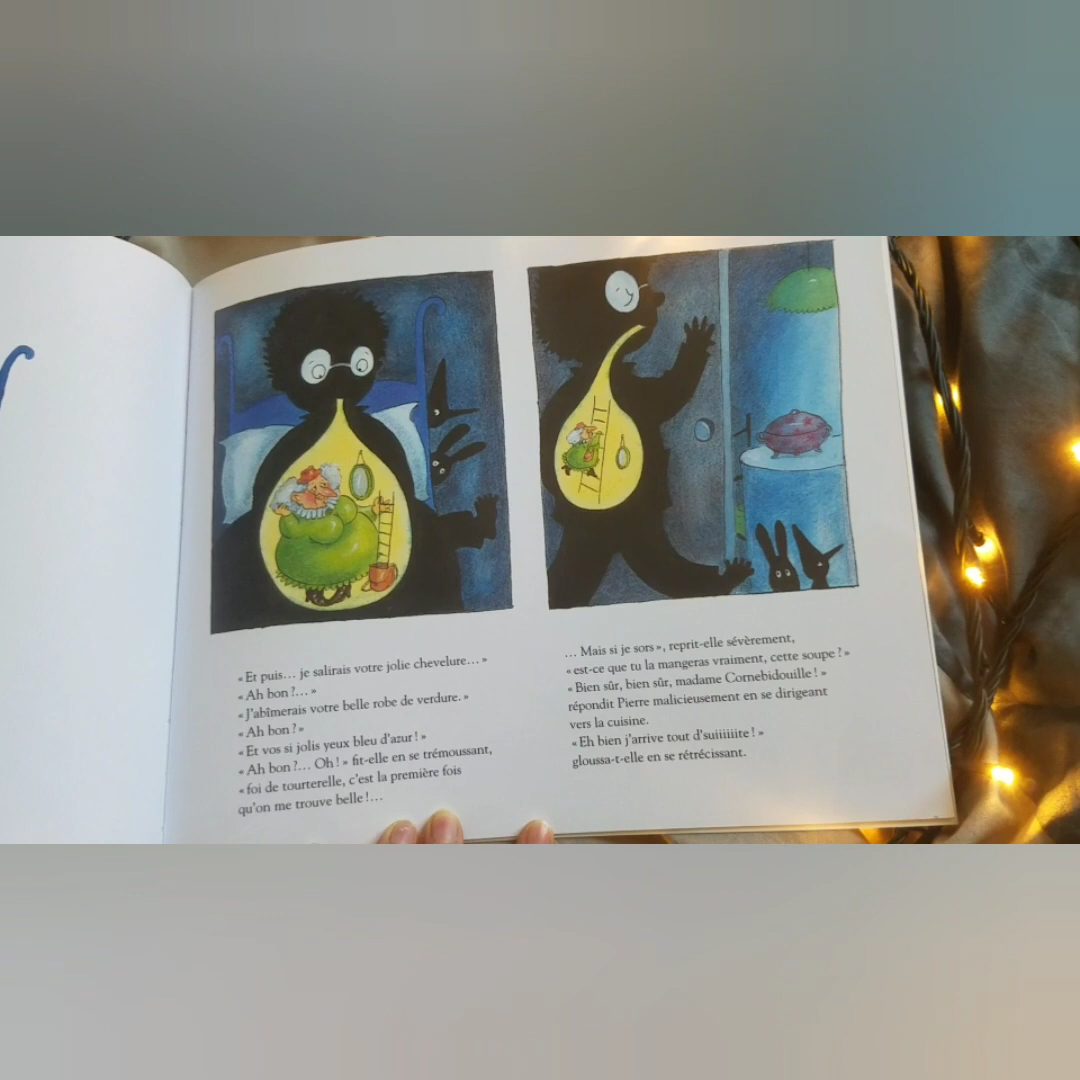 « Et puis… je salirais votre jolie chevelure… »
« Ah bon ?… »
« J'abîmerais votre belle robe de verdure. »
« Ah bon ? »
« Et vos si jolis yeux bleu d'azur ! »
« Ah bon ?… Oh ! » fit-elle en se trémoussant,
« foi de tourterelle, c'est la première fois
qu'on me trouve belle !…
… Mais si je sors », reprit-elle sévèrement,
« est-ce que tu la mangeras vraiment, cette soupe ? »
« Bien sûr, bien sûr, madame Cornebidouille ! »
répondit Pierre malicieusement en se dirigeant
vers la cuisine.
« Eh bien j'arrive tout d'suiiiiiite ! »
gloussa-t-elle en se rétrécissant.